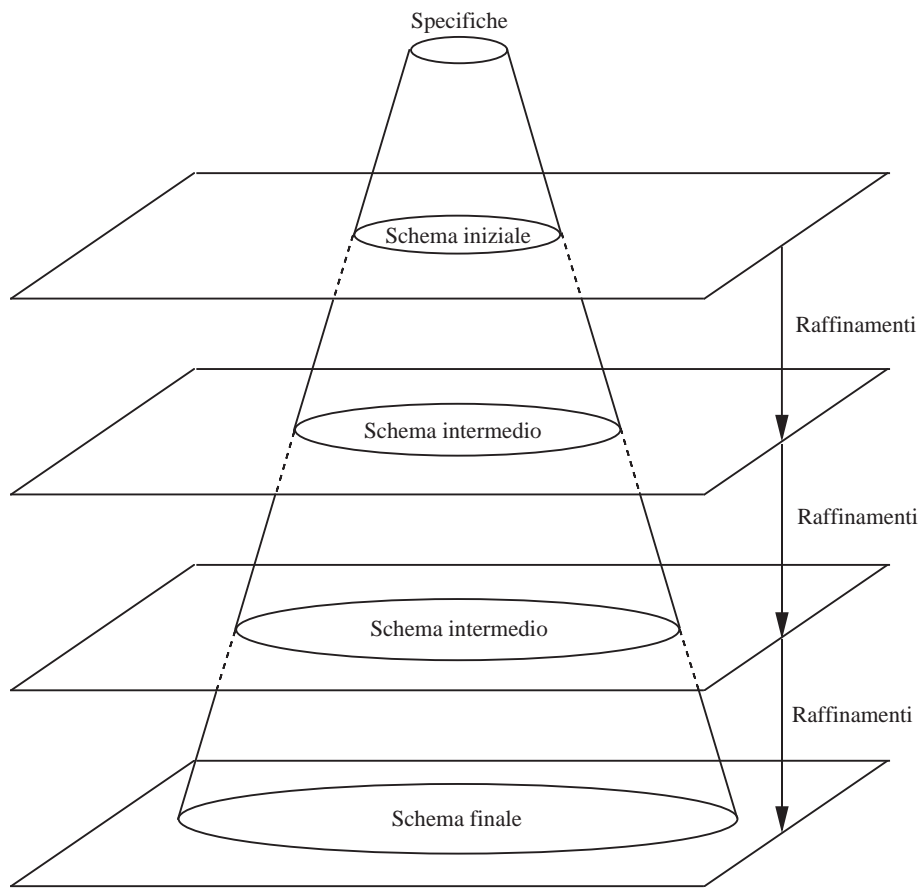 Specifiche
Schema iniziale
Raffinamenti
Schema intermedio
Raffinamenti
Schema intermedio
Raffinamenti
Schema finale